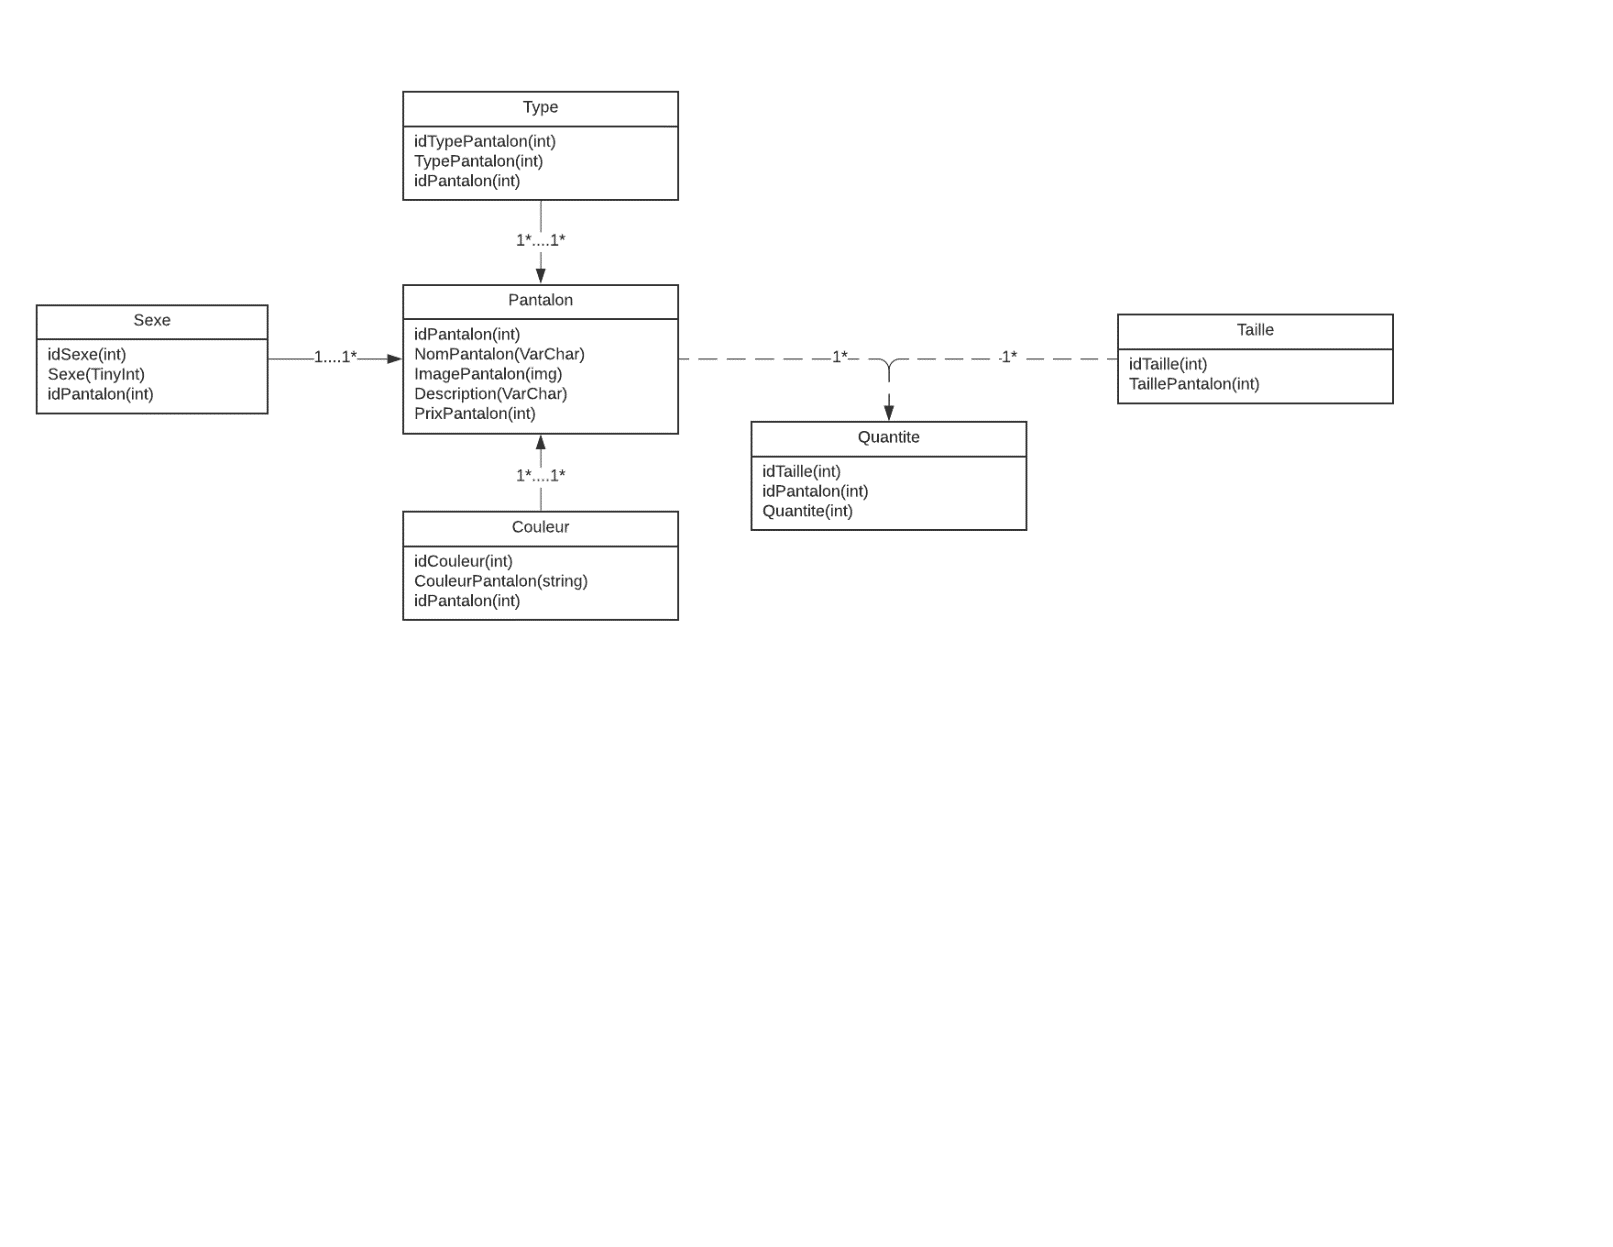 Type
idTypePantalon(int)
TypePantalon(int)
idPantalon(int)
1*....1*
Sexe
idSexe(int)
Sexe(TinyInt)
idPantalon(int)
1....1*
Pantalon
idPantalon(int)
NomPantalon(VarChar)
ImagePantalon(img)
Description(VarChar)
PrixPantalon(int)
1*
1*
Taille
idTaille(int)
TaillePantalon(int)
Quantite
idTaille(int)
idPantalon(int)
Quantite(int)
1*....1*
Couleur
idCouleur(int)
CouleurPantalon(string)
idPantalon(int)